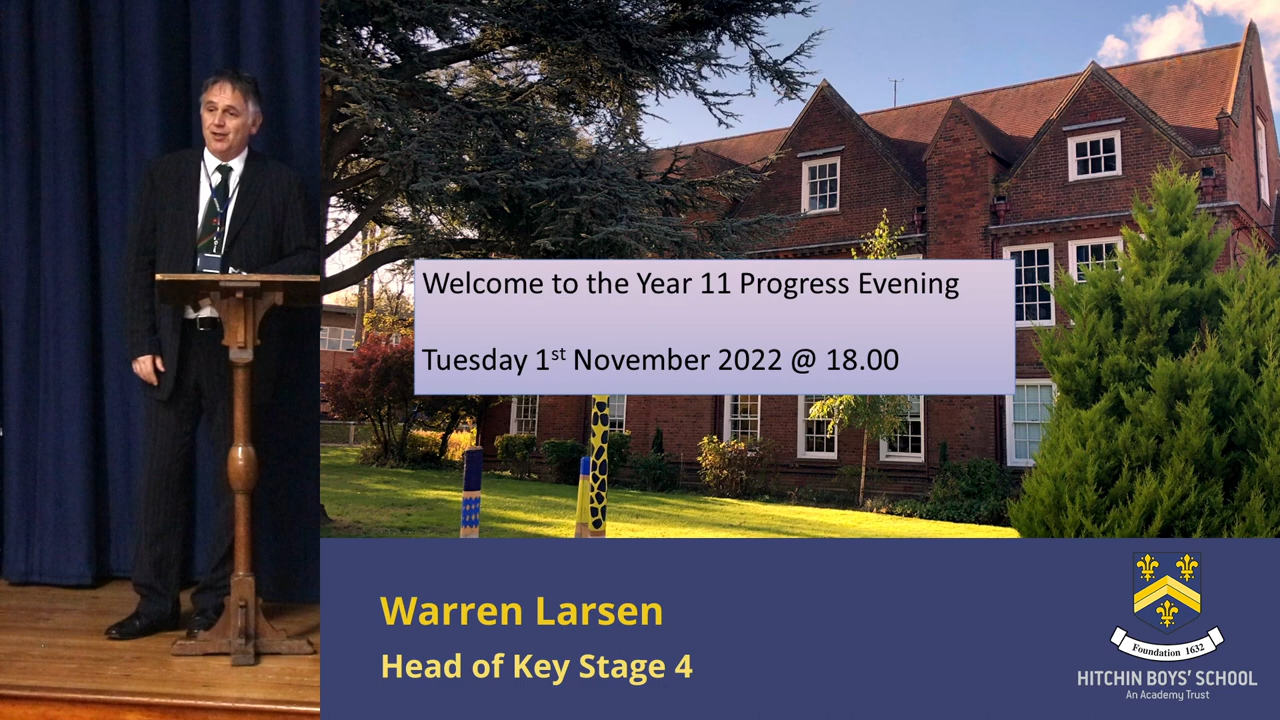 Welcome to the Year 11 Progress Evening
Tuesday 1st November 2022 @ 18.00
Warren Larsen
Head of Key Stage 4
Foundation 1632
HITCHIN BOYS' SCHOOL
An Academy Trust